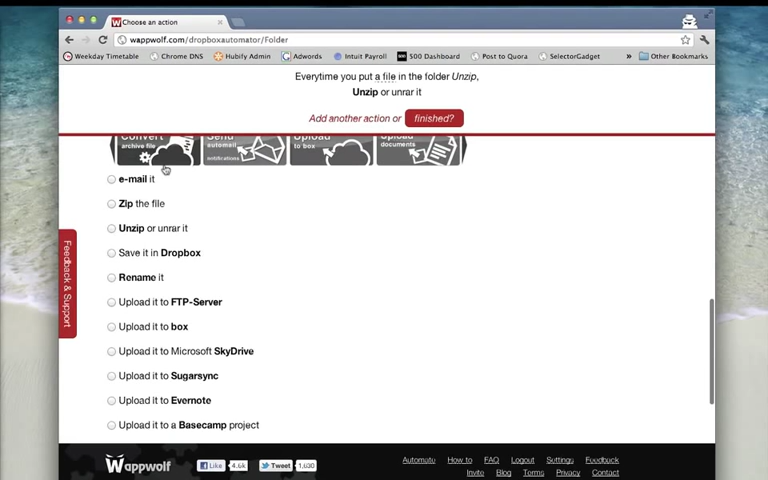 Choose an action
wappwolf.com/dropboxautomator/Folder
Weekday Timetable Chrome DNS Hubify Admin Adwords Intuit Payroll 500 Dashboard Post to Quora SelectorGadget » Other Bookmarks
Everytime you put a file in the folder Unzip,
Unzip or unrar it
Add another action or finished?
Convert Send Upload Upload
archive file automail to box documents
notifications
e-mail it
Zip the file
Unzip or unrar it
Save it in Dropbox
Rename it
Upload it to FTP-Server
Upload it to box
Upload it to Microsoft SkyDrive
Upload it to Sugarsync
Upload it to Evernote
Upload it to a Basecamp project
Feedback & Support
Wappwolf Like 4.6k Tweet 1,600
Automate How to FAQ Logout Settings Feedback
Invite Blog Terms Privacy Contact